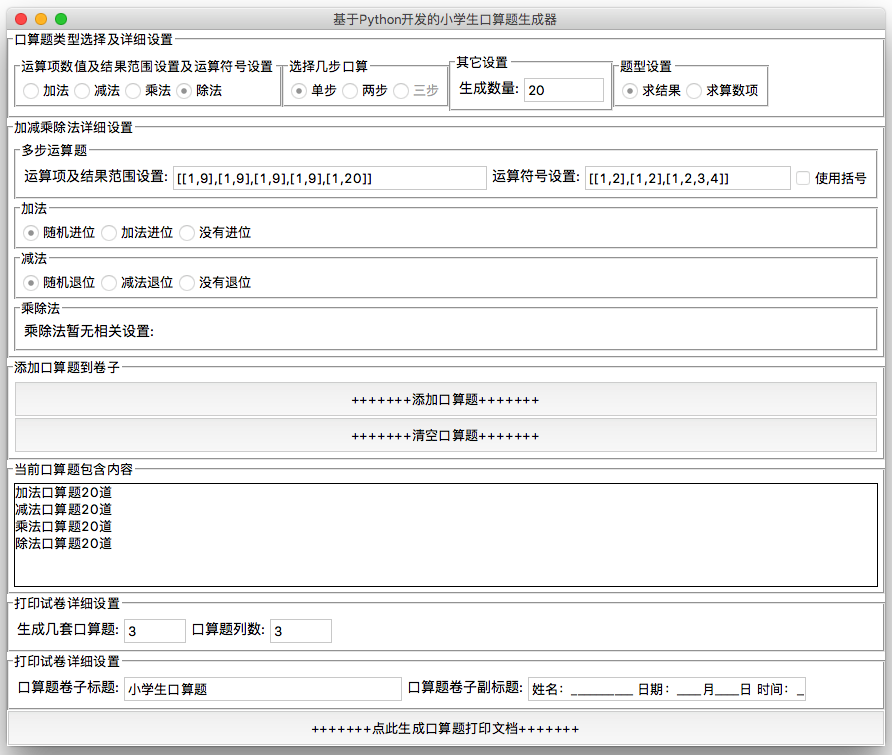 基于Python开发的小学生口算题生成器
口算题类型选择及详细设置
运算项数值及结果范围设置及运算符号设置 选择几步口算 其它设置 题型设置
加法 减法 乘法 除法 单步 两步 三步 生成数量: 20 求结果 求算数项
加减乘除法详细设置
多步运算题
运算项及结果范围设置: [[1,9],[1,9],[1,9],[1,9],[1,20]] 运算符号设置: [[1,2],[1,2],[1,2,3,4]] 使用括号
加法
随机进位 加法进位 没有进位
减法
随机退位 减法退位 没有退位
乘除法
乘除法暂无相关设置:
添加口算题到卷子
+++++++添加口算题+++++++
+++++++清空口算题+++++++
当前口算题包含内容
加法口算题20道
减法口算题20道
乘法口算题20道
除法口算题20道
打印试卷详细设置
生成几套口算题: 3 口算题列数: 3
打印试卷详细设置
口算题卷子标题: 小学生口算题 口算题卷子副标题: 姓名：________ 日期：___月___日 时间：_
+++++++点此生成口算题打印文档+++++++